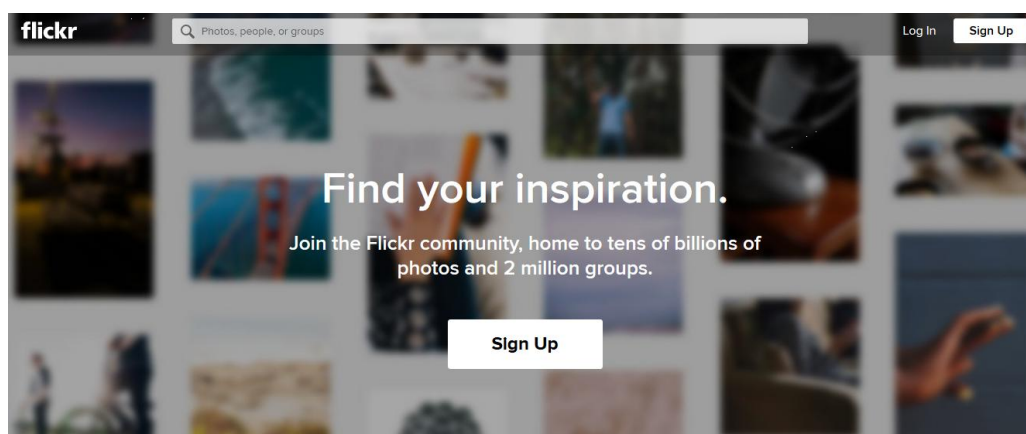 flickr
Photos, people, or groups
Log In
Sign Up
Find your inspiration.
Join the Flickr community, home to tens of billions of
photos and 2 million groups.
Sign Up